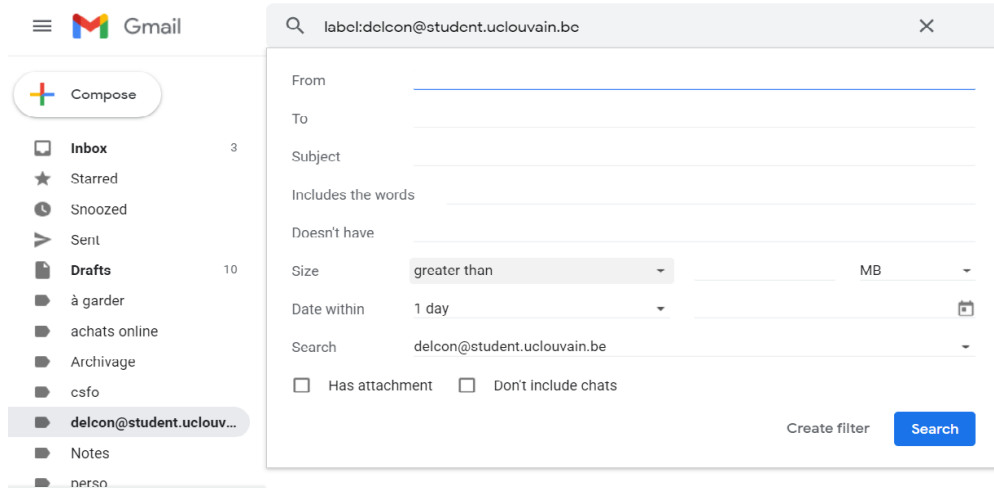 Gmail
label:delcon@student.uclouvain.be
Compose
Inbox 3
Starred
Snoozed
Sent
Drafts 10
à garder
achats online
Archivage
csfo
delcon@student.uclouv...
Notes
perso
From
To
Subject
Includes the words
Doesn't have
Size greater than MB
Date within 1 day
Search delcon@student.uclouvain.be
Has attachment Don't include chats
Create filter Search